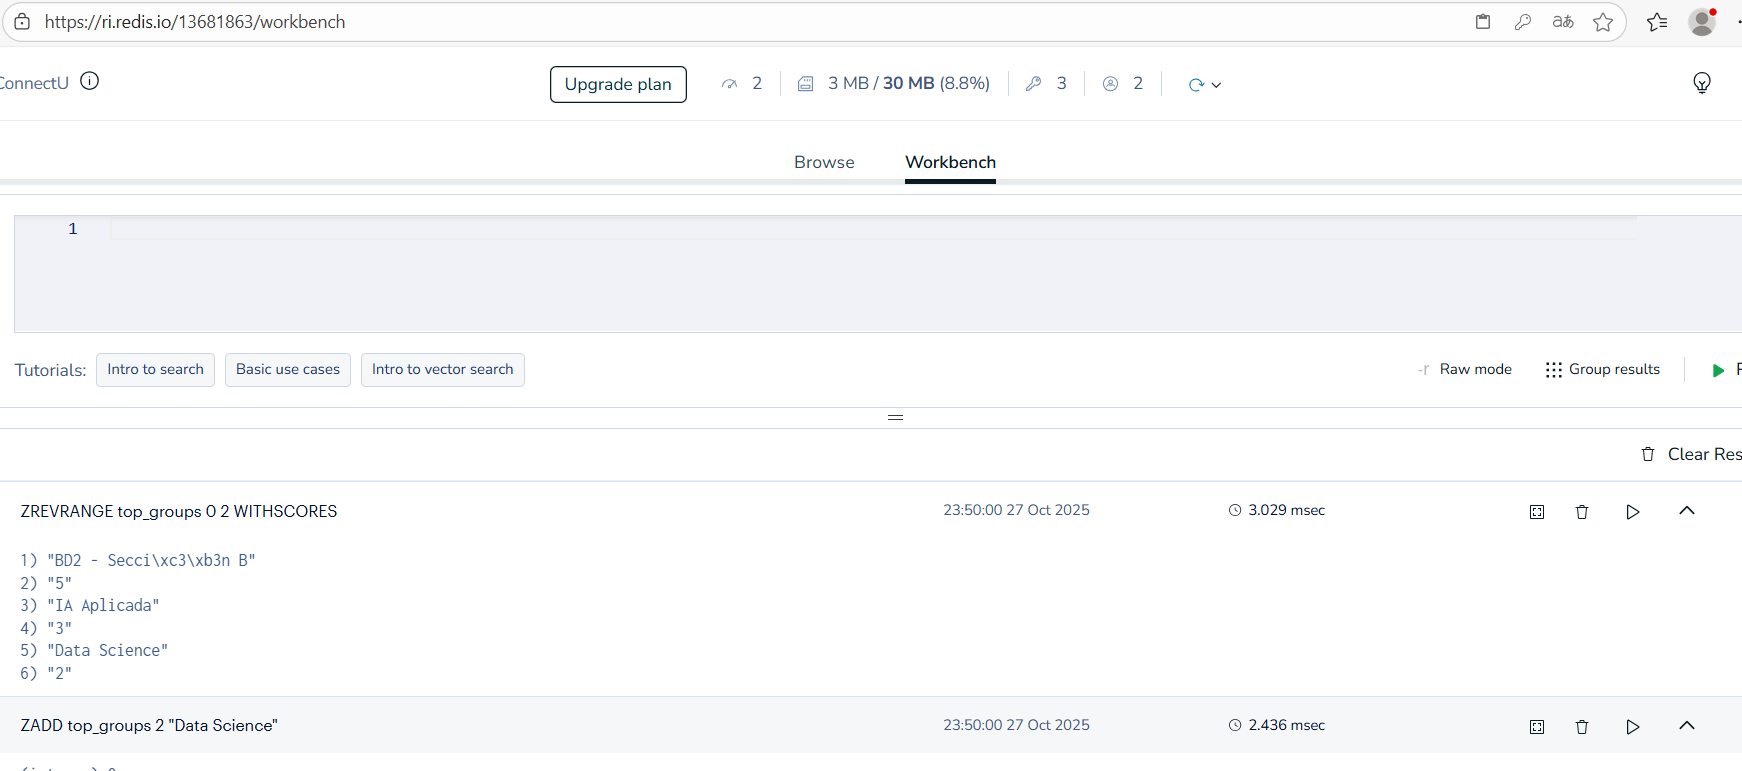 https://ri.redis.io/13681863/workbench
ConnectU
Upgrade plan
2
3 MB / 30 MB (8.8%)
3
2
Browse
Workbench
1
Tutorials:
Intro to search
Basic use cases
Intro to vector search
-r Raw mode
Group results
Clear Res
ZREVRANGE top_groups 0 2 WITHSCORES
23:50:00 27 Oct 2025
3.029 msec
1) "BD2 - Secci\xc3\xb3n B"
2) "5"
3) "IA Aplicada"
4) "3"
5) "Data Science"
6) "2"
ZADD top_groups 2 "Data Science"
23:50:00 27 Oct 2025
2.436 msec